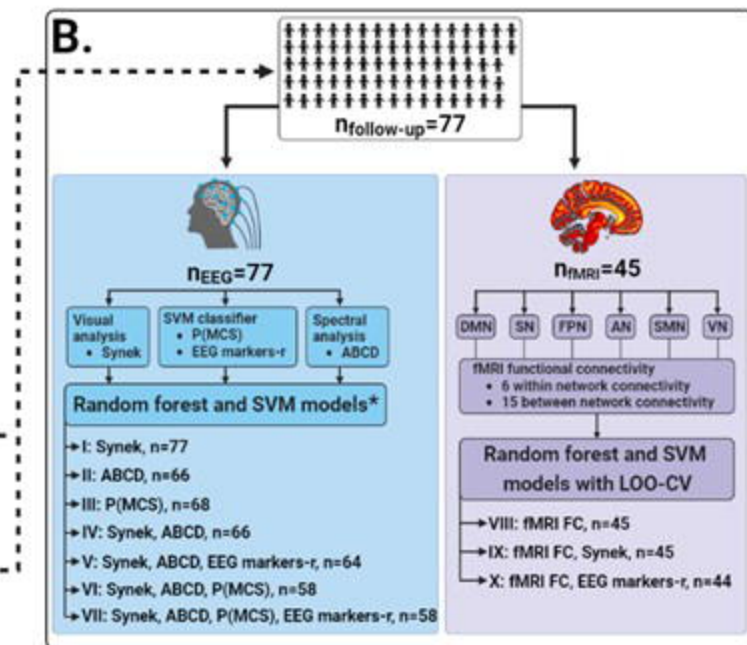 B.
nfollow-up=77
nEEG=77
nfMRI=45
Visual
analysis
• Synek
SVM classifier
• P(MCS)
• EEG markers-r
Spectral
analysis
• ABCD
DMN
SN
FPN
AN
SMN
VN
fMRI functional connectivity
• 6 within network connectivity
• 15 between network connectivity
Random forest and SVM models*
Random forest and SVM
models with LOO-CV
I: Synek, n=77
II: ABCD, n=66
III: P(MCS), n=68
IV: Synek, ABCD, n=66
V: Synek, ABCD, EEG markers-r, n=64
VI: Synek, ABCD, P(MCS), n=58
VII: Synek, ABCD, P(MCS), EEG markers-r, n=58
VIII: fMRI FC, n=45
IX: fMRI FC, Synek, n=45
X: fMRI FC, EEG markers-r, n=44